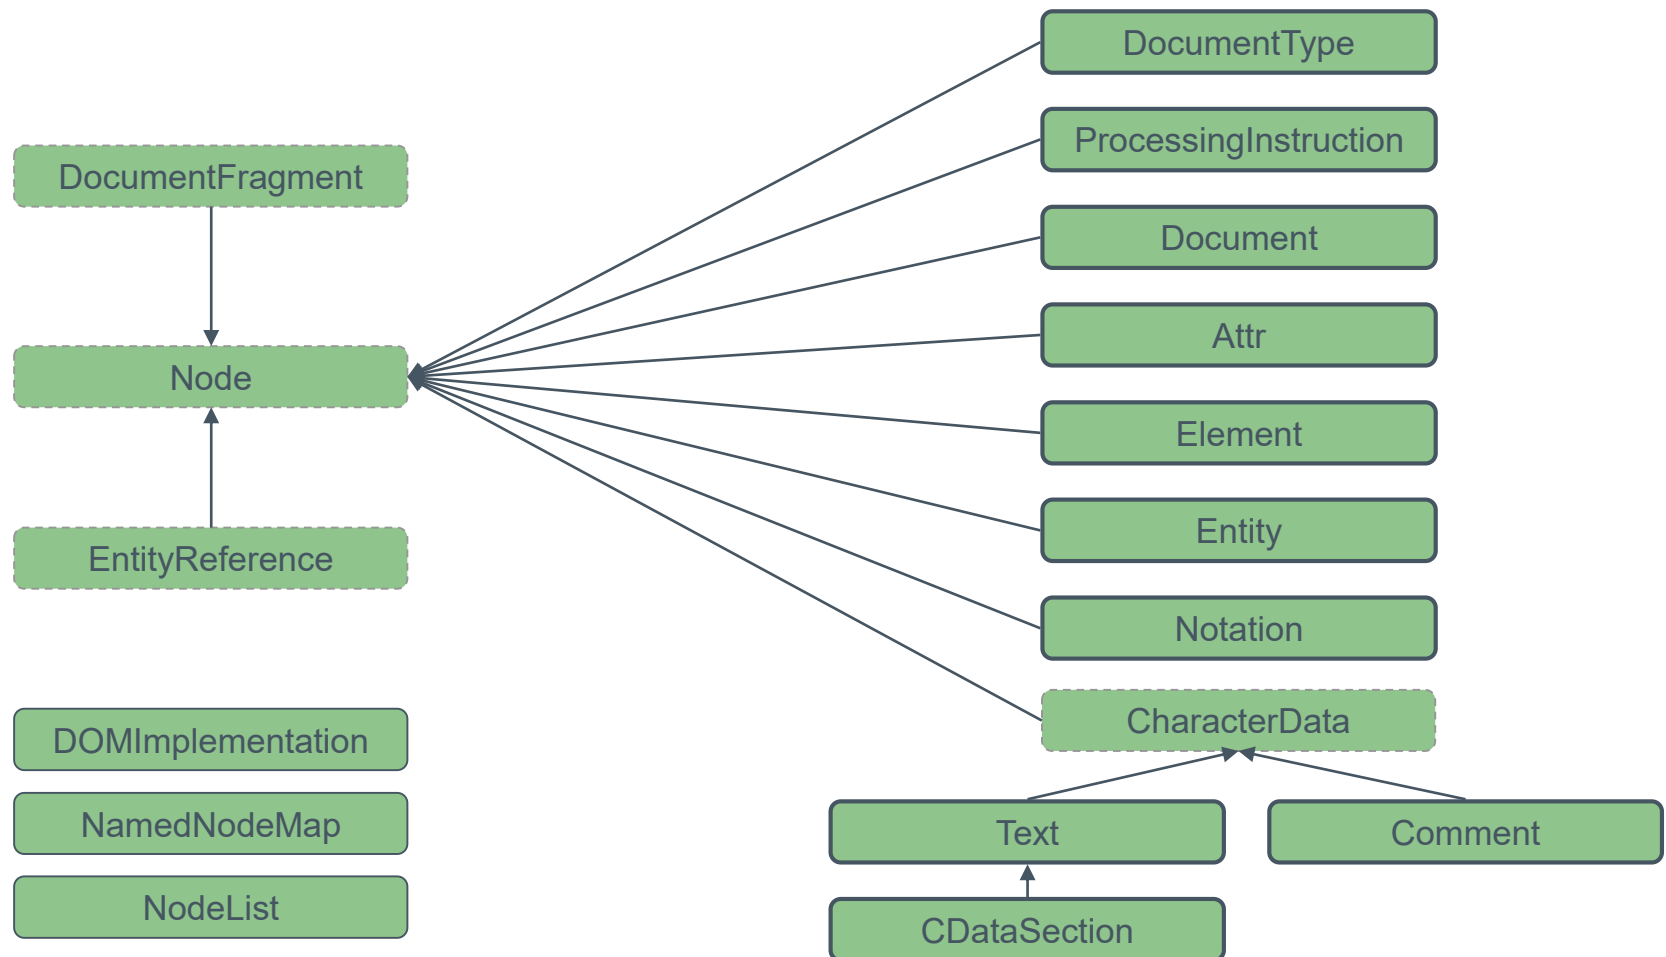 DocumentType
ProcessingInstruction
DocumentFragment
Document
Attr
Node
Element
Entity
EntityReference
Notation
CharacterData
DOMImplementation
NamedNodeMap
Text
Comment
NodeList
CDataSection